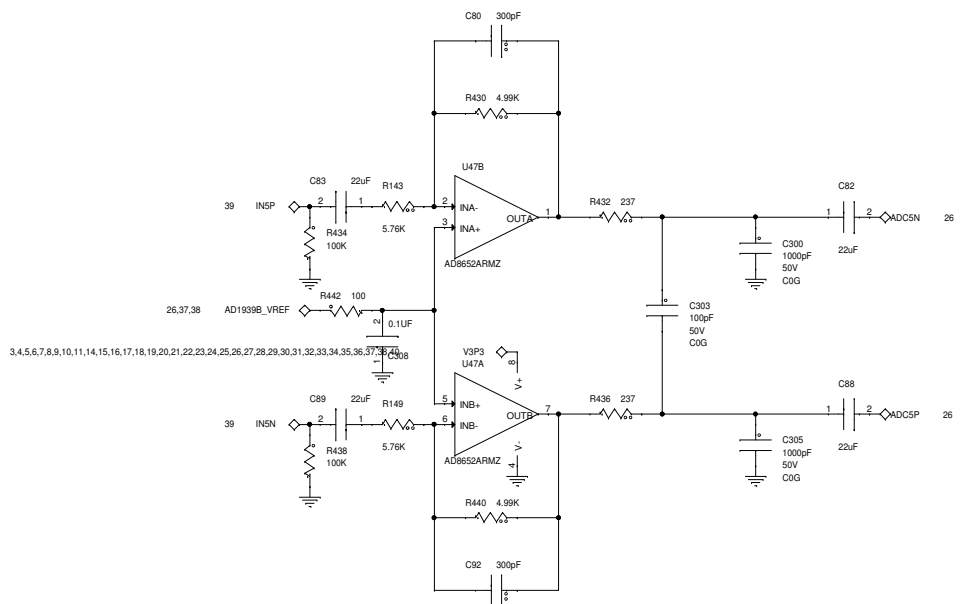 C80 300pF
R430 4.99K
U47B
C83 22uF
R143
39 IN5P
2
1
5.76K
R434
100K
2 INA-
3 INA+
OUTA 1
AD8652ARMZ
R432 237
C82
1 2
ADC5N 26
22uF
C300
1000pF
50V
C0G
26,37,38 AD1939B_VREF
R442 100
2
0.1UF
1
C308
3,4,5,6,7,8,9,10,11,14,15,16,17,18,19,20,21,22,23,24,25,26,27,28,29,30,31,32,33,34,35,36,37,38,40
C303
100pF
50V
C0G
V3P3
U47A
8
V+
C89 22uF
R149
39 IN5N
2
1
5.76K
R438
100K
5 INB+
6 INB-
OUTB 7
V-
4
AD8652ARMZ
R436 237
C88
1 2
ADC5P 26
22uF
C305
1000pF
50V
C0G
R440 4.99K
C92 300pF